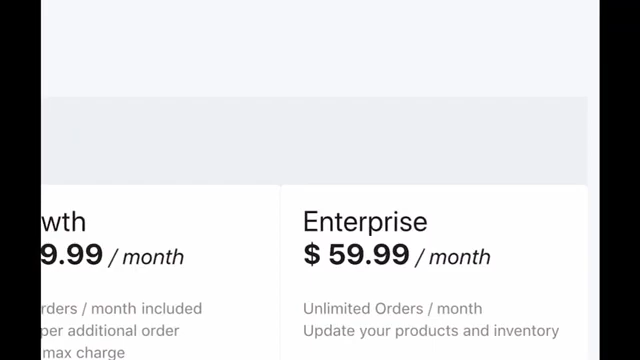 wth
9.99 / month
rders / month included
per additional order
max charge
Enterprise
$ 59.99 / month
Unlimited Orders / month
Update your products and inventory